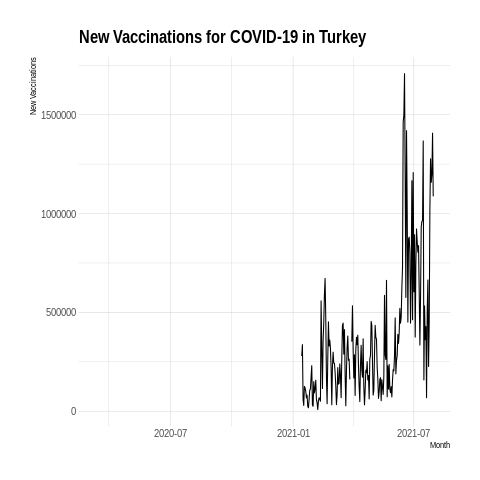 New Vaccinations for COVID-19 in Turkey
New Vaccinations
1500000
1000000
500000
0
2020-07
2021-01
2021-07
Month